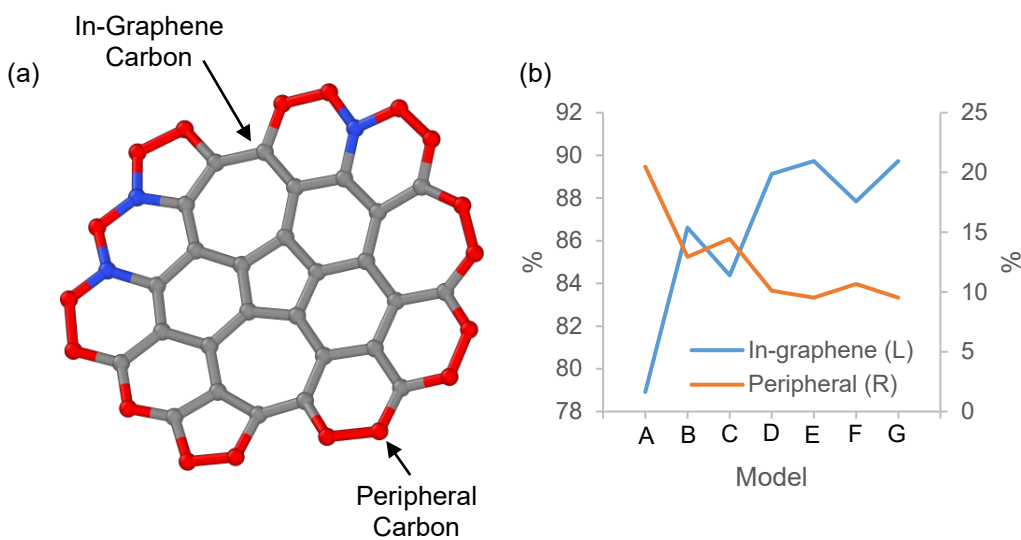 (a)
In-Graphene
Carbon
Peripheral
Carbon
(b)
92
90
88
86
84
82
80
78
%
25
20
15
10
5
0
%
In-graphene (L)
Peripheral (R)
A B C D E F G
Model